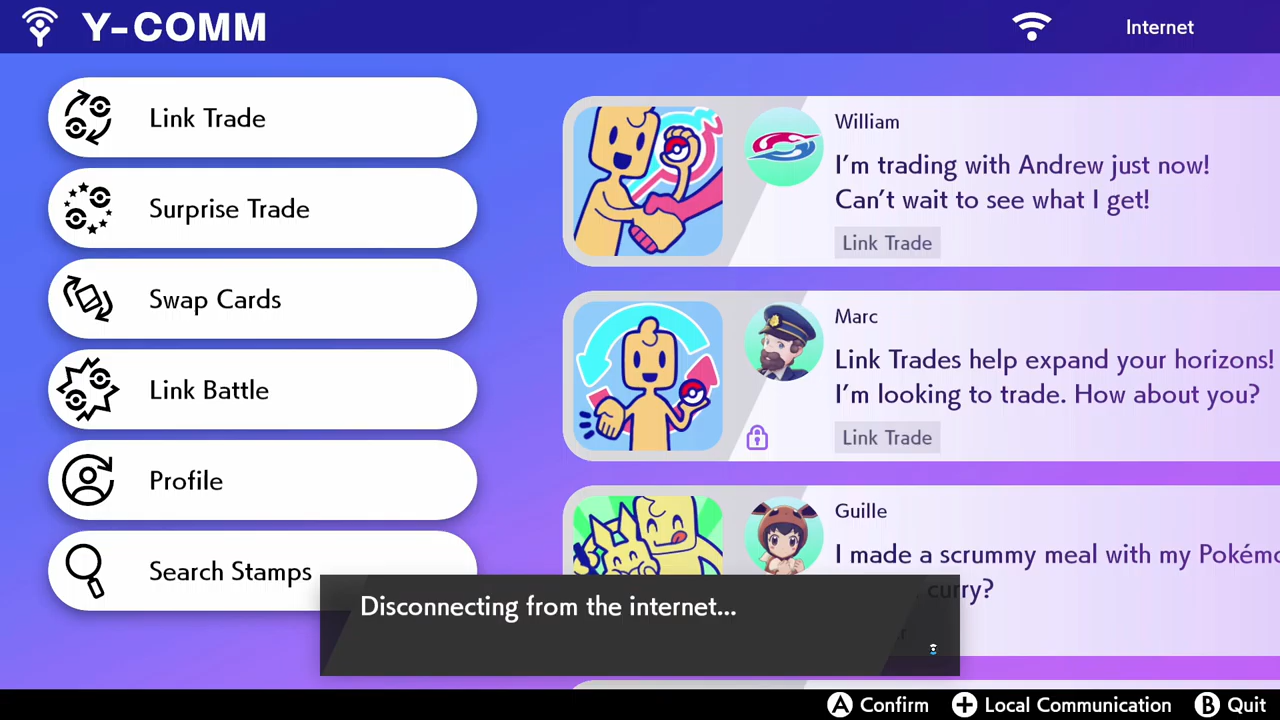 Y-COMM
Internet
Link Trade
Surprise Trade
Swap Cards
Link Battle
Profile
Search Stamps
William
I'm trading with Andrew just now!
Can't wait to see what I get!
Link Trade
Marc
Link Trades help expand your horizons!
I'm looking to trade. How about you?
Link Trade
Guille
I made a scrummy meal with my Pokém
curry?
Disconnecting from the internet...
A Confirm + Local Communication B Quit